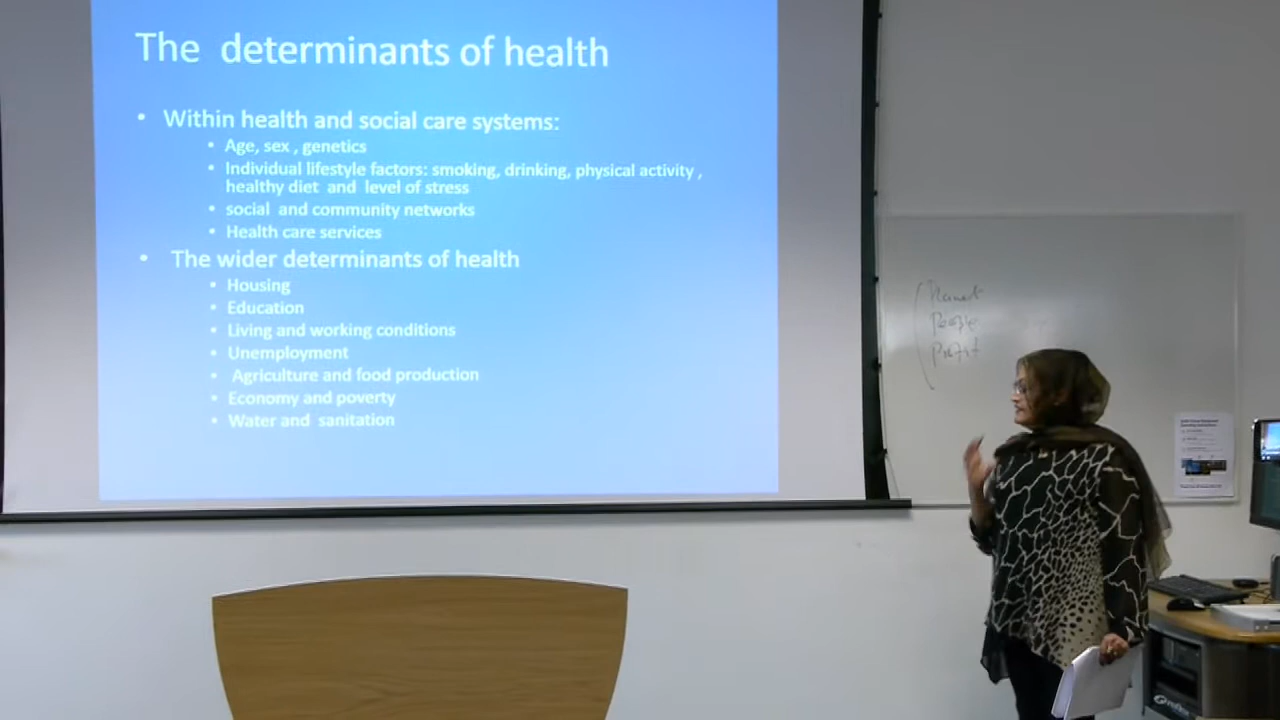 The determinants of health
• Within health and social care systems:
• Age, sex , genetics
• Individual lifestyle factors: smoking, drinking, physical activity ,
healthy diet and level of stress
• social and community networks
• Health care services
• The wider determinants of health
• Housing
• Education
• Living and working conditions
• Unemployment
• Agriculture and food production
• Economy and poverty
• Water and sanitation
People
Profit